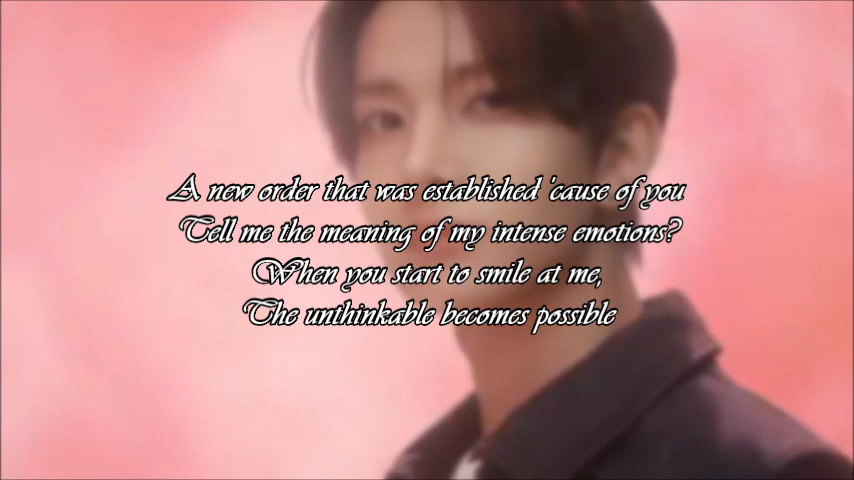 A new order that was established 'cause of you
Tell me the meaning of my intense emotions?
When you start to smile at me,
The unthinkable becomes possible